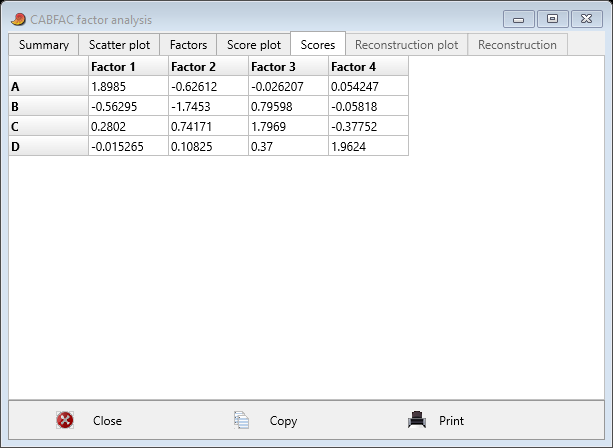 CABFAC factor analysis
Summary Scatter plot Factors Score plot Scores Reconstruction plot Reconstruction
Factor 1 Factor 2 Factor 3 Factor 4
A 1.8985 -0.62612 -0.026207 0.054247
B -0.56295 -1.7453 0.79598 -0.05818
C 0.2802 0.74171 1.7969 -0.37752
D -0.015265 0.10825 0.37 1.9624
Close Copy Print